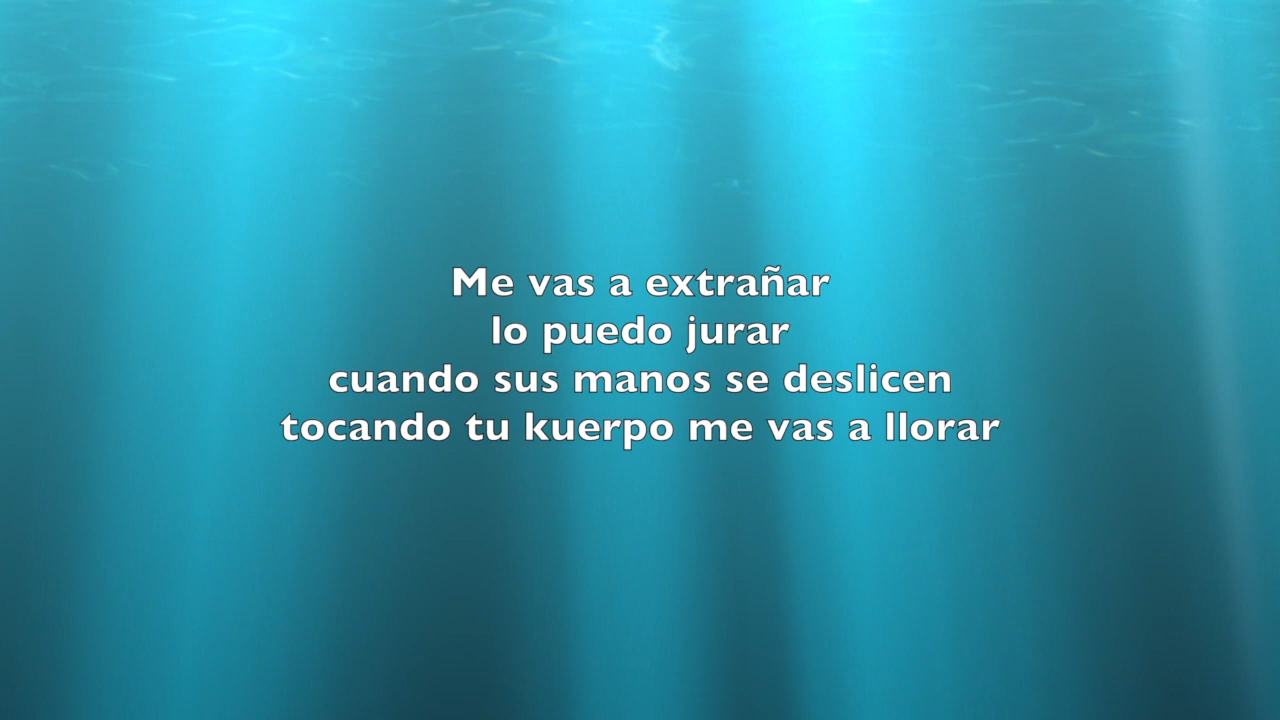 Me vas a extrañar
lo puedo jurar
cuando sus manos se deslicen
tocando tu kuerpo me vas a llorar